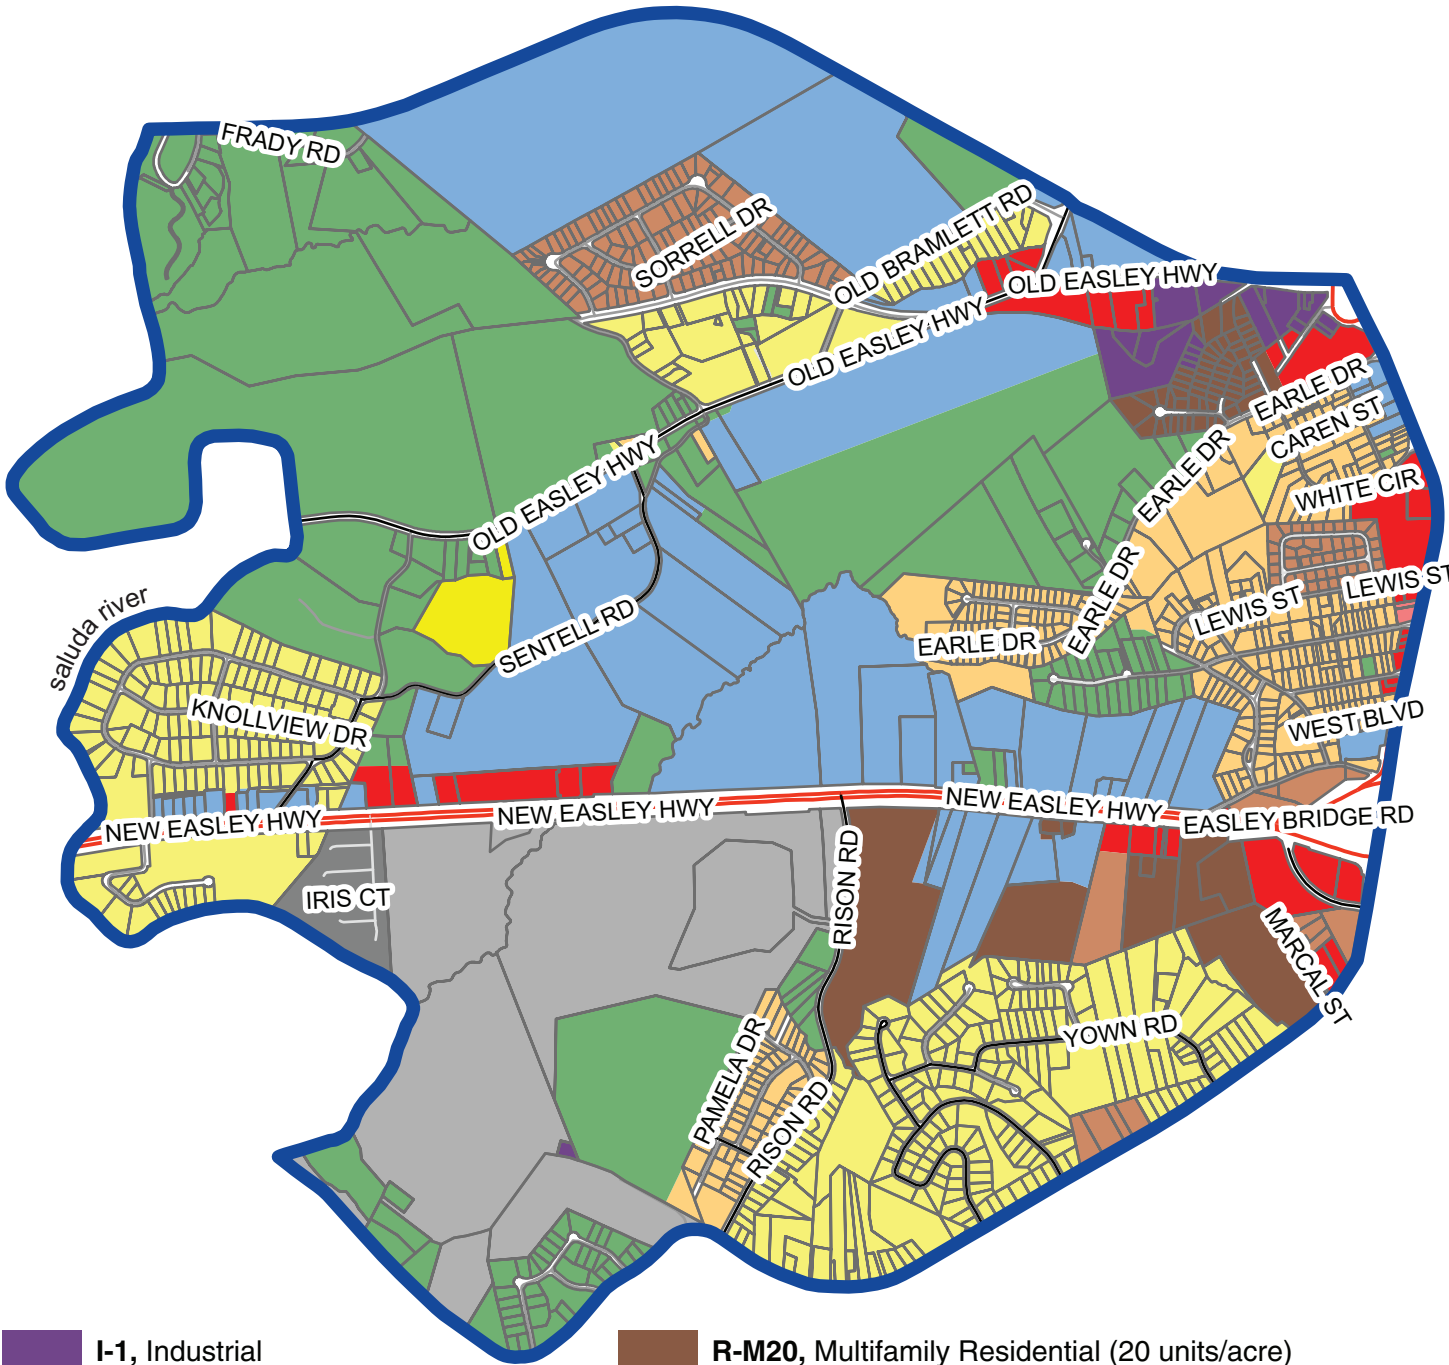 FRADY RD
SORRELL DR
OLD BRAMLETT RD
OLD EASLEY HWY
OLD EASLEY HWY
EARLE DR
CAREN ST
EARLE DR
OLD EASLEY HWY
WHITE CIR
EARLE DR
LEWIS ST
LEWIS ST
saluda river
SENTELL RD
EARLE DR
KNOLLVIEW DR
WEST BLVD
NEW EASLEY HWY
NEW EASLEY HWY
NEW EASLEY HWY
EASLEY BRIDGE RD
IRIS CT
RISON RD
MARCAL ST
YOWN RD
PAMELA DR
RISON RD
I-1, Industrial
R-M20, Multifamily Residential (20 units/acre)